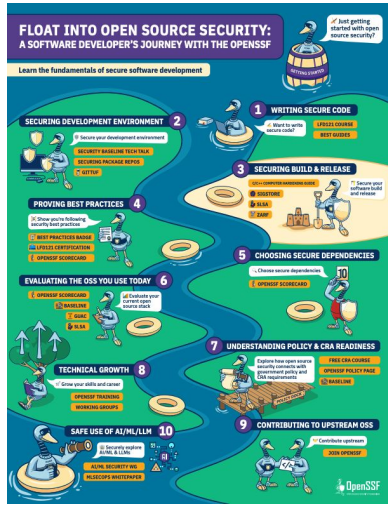 FLOAT INTO OPEN SOURCE SECURITY:
A SOFTWARE DEVELOPER'S JOURNEY WITH THE OPENSSF
Learn the fundamentals of secure software development
Just getting
started with open
source security?
GETTING STARTED
1 WRITING SECURE CODE
Want to write
secure code?
LFD121 COURSE
BEST GUIDES
SECURING DEVELOPMENT ENVIRONMENT 2
Secure your development environment
SECURITY BASELINE TECH TALK
SECURING PACKAGE REPOS
GITTUF
3 SECURING BUILD & RELEASE
C/C++ COMPILER HARDENING GUIDE
SIGSTORE
SLSA
ZARF
Secure your
software build
and release
PROVING BEST PRACTICES 4
Show you're following
security best practices
BEST PRACTICES BADGE
LFD121 CERTIFICATION
OPENSSF SCORECARD
5 CHOOSING SECURE DEPENDENCIES
Choose secure dependencies
OPENSSF SCORECARD
10
EVALUATING THE OSS YOU USE TODAY 6
OPENSSF SCORECARD
BASELINE
GUAC
SLSA
Evaluate your
current open
source stack
7 UNDERSTANDING POLICY & CRA READINESS
Explore how open source
security connects with
government policy and
CRA requirements
FREE CRA COURSE
OPENSSF POLICY PAGE
BASELINE
POLICY DOCK
TECHNICAL GROWTH 8
Grow your skills and career
OPENSSF TRAINING
WORKING GROUPS
9 CONTRIBUTING TO UPSTREAM OSS
Contribute upstream
JOIN OPENSSF
</>
SAFE USE OF AI/ML/LLM 10
Securely explore
AI/ML & LLMs
AI/ML SECURITY WG
MLSECOPS WHITEPAPER
OpenSSF